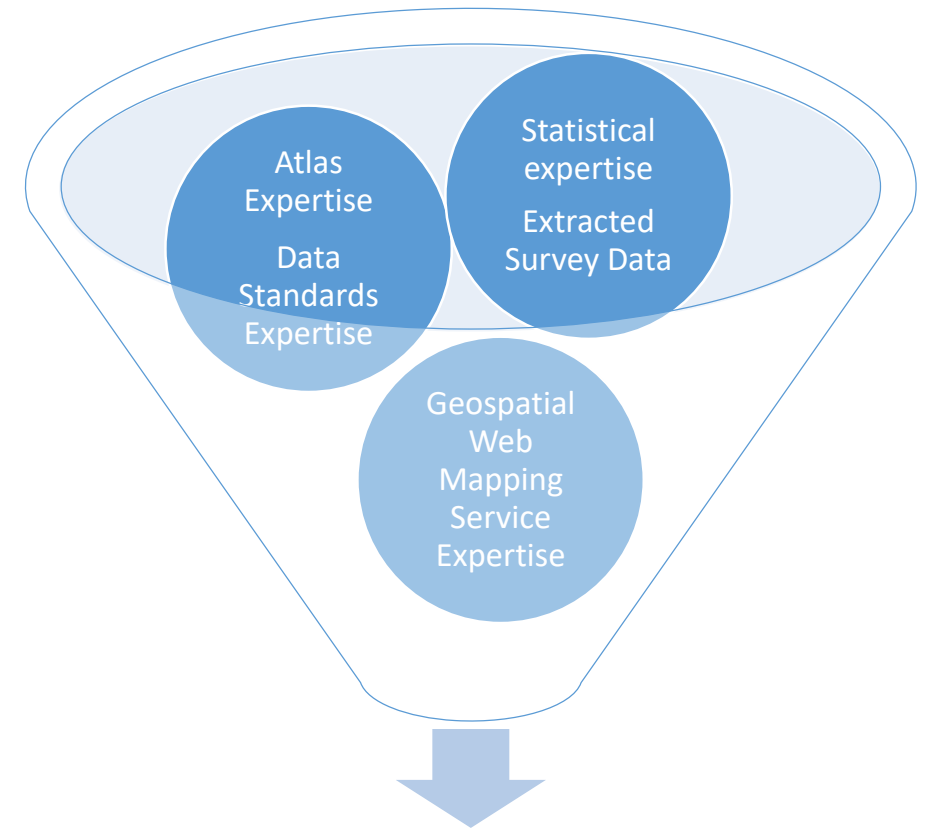 Atlas
Expertise
Data
Standards
Expertise
Statistical
expertise
Extracted
Survey Data
Geospatial
Web
Mapping
Service
Expertise